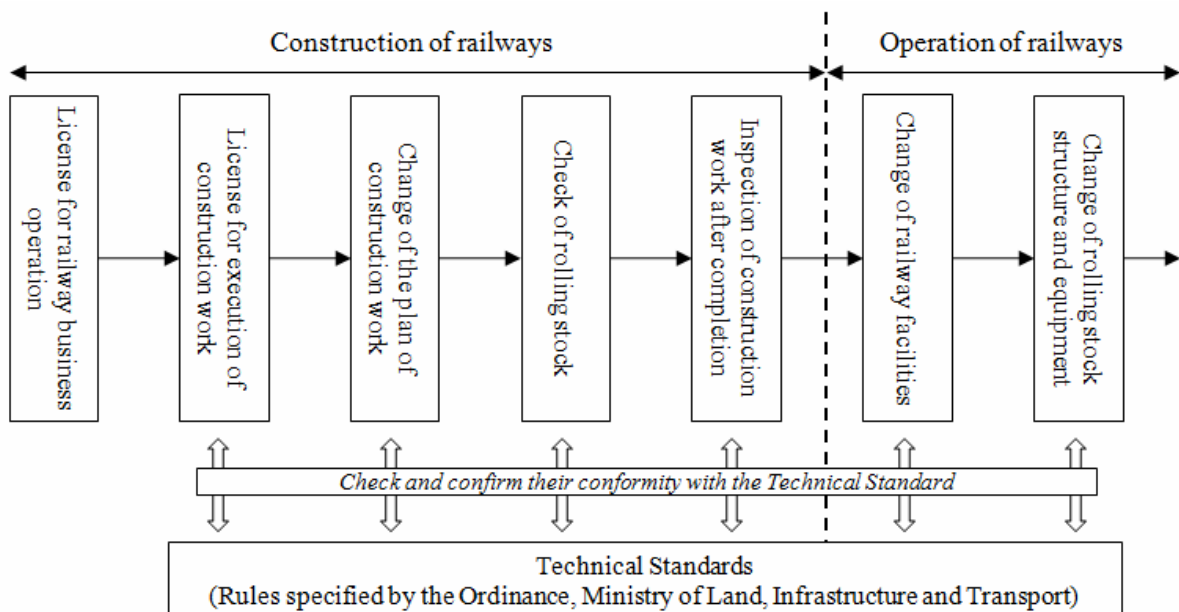 Construction of railways
Operation of railways
License for railway business
operation
License for execution of
construction work
Change of the plan of
construction work
Check of rolling stock
Inspection of construction
work after completion
Change of railway facilities
Change of rolling stock
structure and equipment
Check and confirm their conformity with the Technical Standard
Technical Standards
(Rules specified by the Ordinance, Ministry of Land, Infrastructure and Transport)